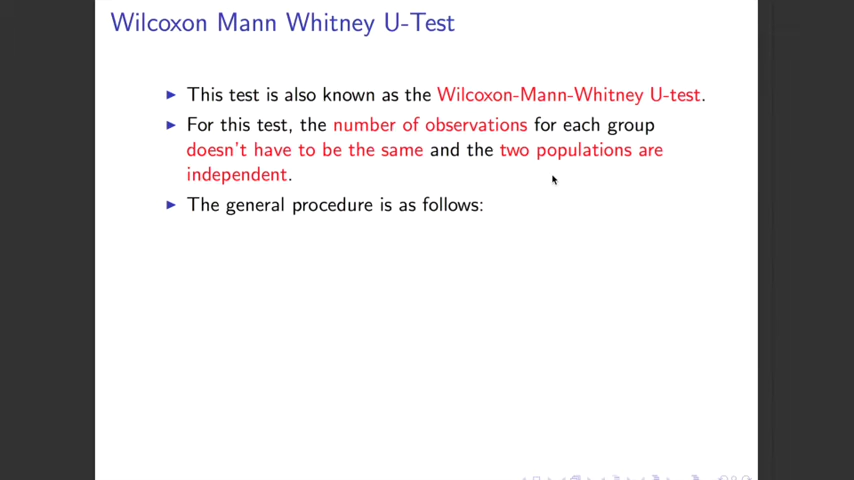 Wilcoxon Mann Whitney U-Test
This test is also known as the Wilcoxon-Mann-Whitney U-test.
For this test, the number of observations for each group
doesn't have to be the same and the two populations are
independent.
The general procedure is as follows: